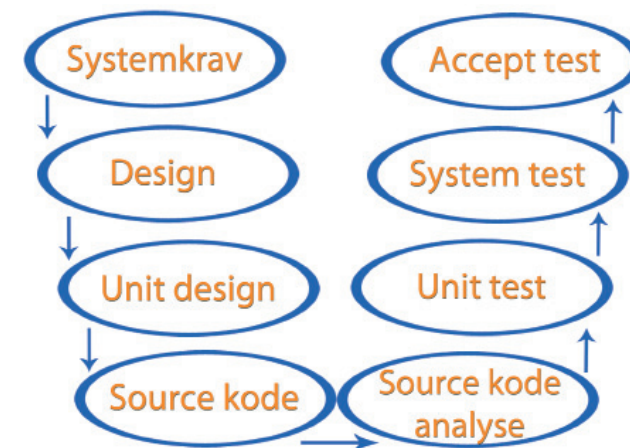 Systemkrav
Design
Unit design
Source kode
Source kode
analyse
Unit test
System test
Accept test